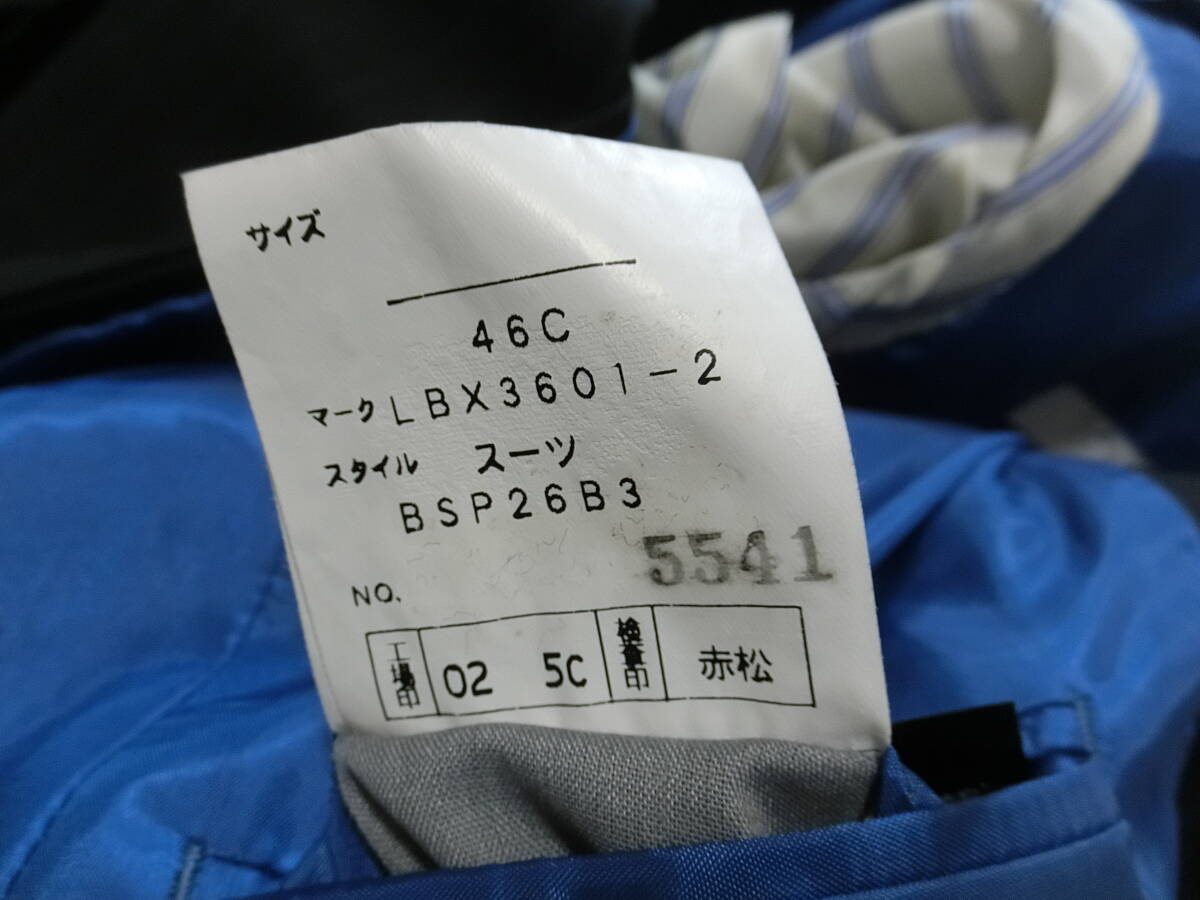 サイズ
46C
マーク LBX3601-2
スタイル スーツ
BSP26B3
5541
NO.
工場印 02 5C 検査印 赤松